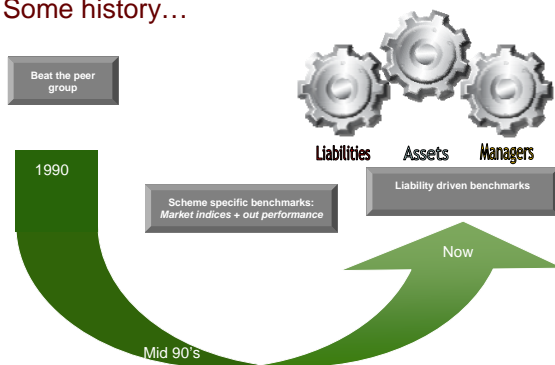 Some history…
Beat the peer
group
Liabilities
Assets
Managers
1990
Scheme specific benchmarks:
Market indices + out performance
Liability driven benchmarks
Now
Mid 90's